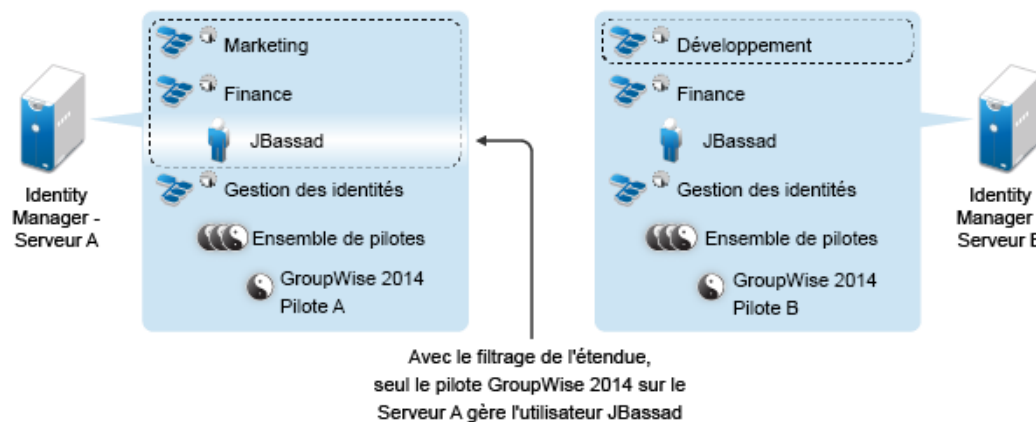 Marketing
Finance
JBassad
Gestion des identités
Ensemble de pilotes
GroupWise 2014
Pilote A
Identity
Manager -
Serveur A
Développement
Finance
JBassad
Gestion des identités
Ensemble de pilotes
GroupWise 2014
Pilote B
Identity
Manager
Serveur
Avec le filtrage de l'étendue,
seul le pilote GroupWise 2014 sur le
Serveur A gère l'utilisateur JBassad